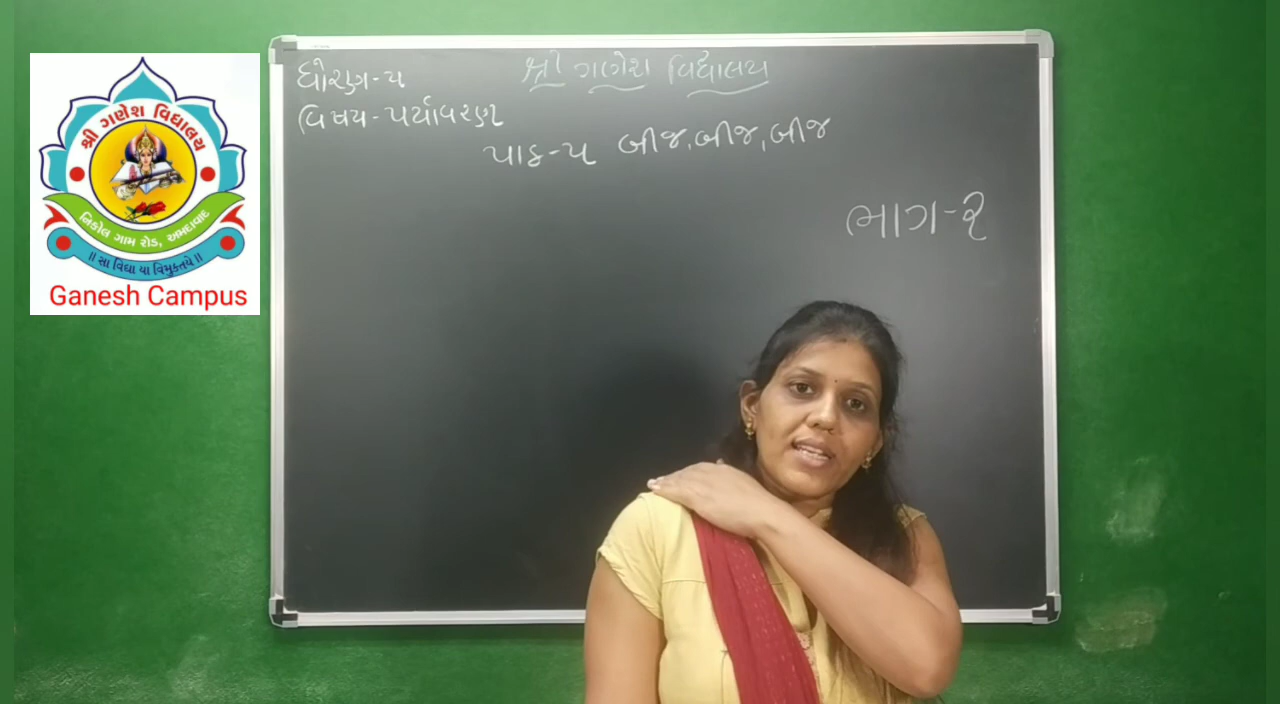 શ્રી ગણેશ વિદ્યાલય
નિકોલ ગામ રોડ, અમદાવાદ
॥ સા વિદ્યા યા વિમુક્તયે ॥
Ganesh Campus
શ્રી ગણેશ વિદ્યાલય
ધોરણ-૫
વિષય-પર્યાવરણ
પાઠ-૫ બીજ,બીજ,બીજ
ભાગ-૨